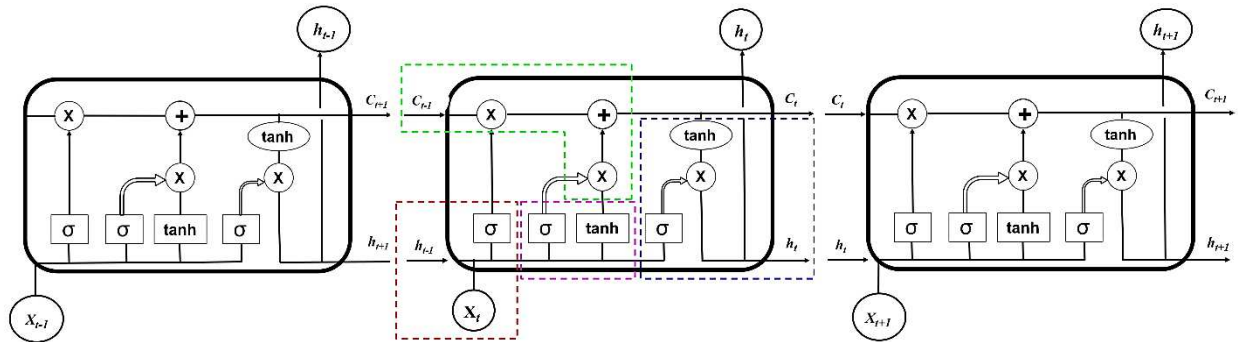 h_{t-1}
C_{t+1}
X
+
tanh
X
X
σ
σ
tanh
σ
h_{t+1}
X_{t-1}
h_t
C_{t-1}
C_t
X
+
tanh
X
X
σ
σ
tanh
σ
h_{t-1}
h_t
X_t
h_{t+1}
C_t
C_{t+1}
X
+
tanh
X
X
σ
σ
tanh
σ
h_t
h_{t+1}
X_{t+1}